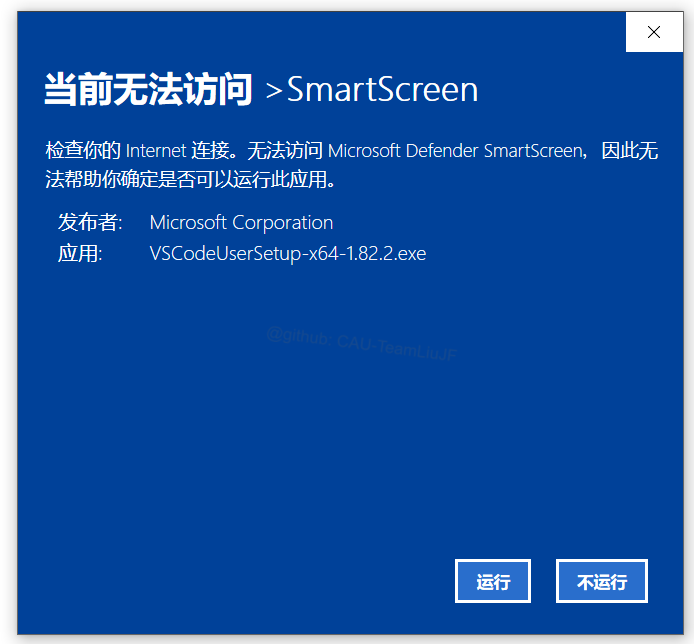 当前无法访问 >SmartScreen
检查你的 Internet 连接。无法访问 Microsoft Defender SmartScreen，因此无
法帮助你确定是否可以运行此应用。
发布者: Microsoft Corporation
应用: VSCodeUserSetup-x64-1.82.2.exe
@github: CAU-TeamLiuJF
运行 不运行